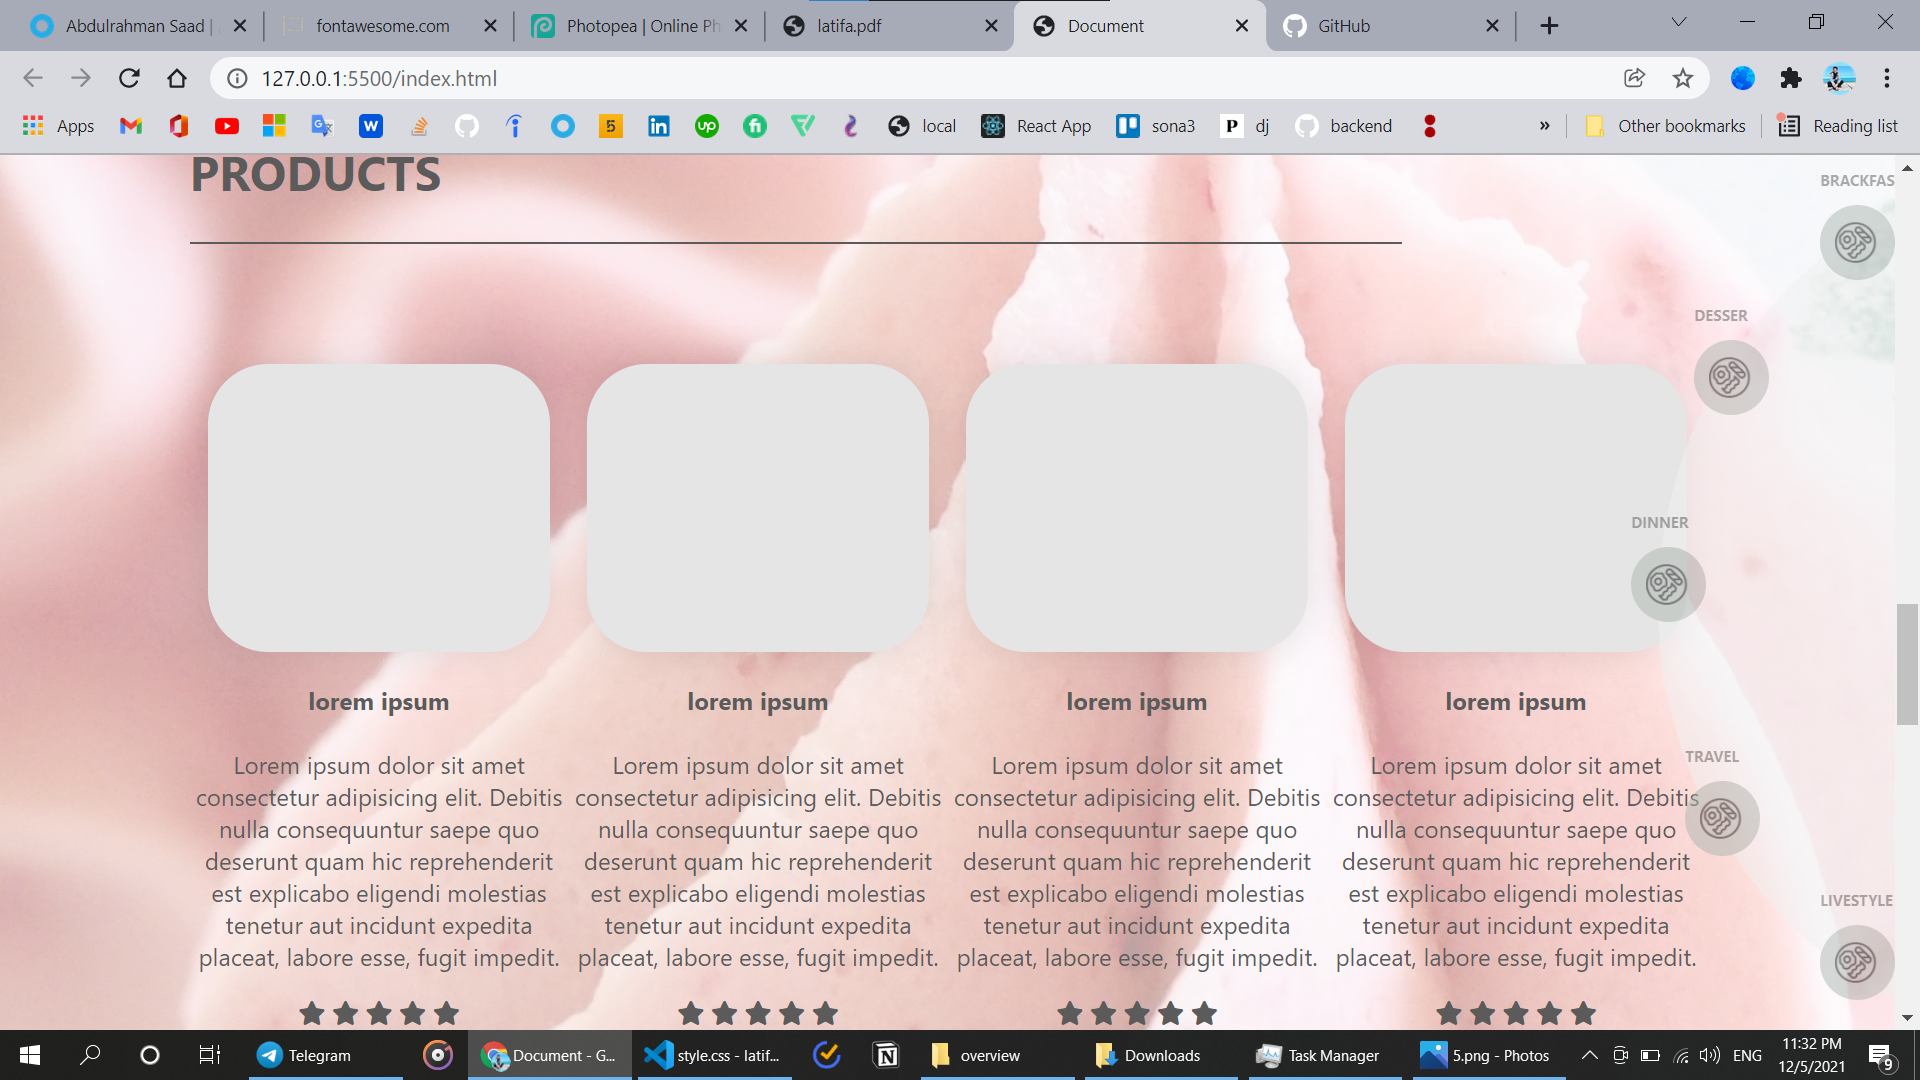 Abdulrahman Saad |
fontawesome.com
Photopea | Online Ph
latifa.pdf
Document
GitHub
127.0.0.1:5500/index.html
Apps
W
5
in
up
fi
local
React App
sona3
P
dj
backend
»
Other bookmarks
Reading list
PRODUCTS
BRACKFAS
DESSER
DINNER
TRAVEL
LIVESTYLE
lorem ipsum
lorem ipsum
lorem ipsum
lorem ipsum
Lorem ipsum dolor sit amet
consectetur adipisicing elit. Debitis
nulla consequuntur saepe quo
deserunt quam hic reprehenderit
est explicabo eligendi molestias
tenetur aut incidunt expedita
placeat, labore esse, fugit impedit.
Lorem ipsum dolor sit amet
consectetur adipisicing elit. Debitis
nulla consequuntur saepe quo
deserunt quam hic reprehenderit
est explicabo eligendi molestias
tenetur aut incidunt expedita
placeat, labore esse, fugit impedit.
Lorem ipsum dolor sit amet
consectetur adipisicing elit. Debitis
nulla consequuntur saepe quo
deserunt quam hic reprehenderit
est explicabo eligendi molestias
tenetur aut incidunt expedita
placeat, labore esse, fugit impedit.
Lorem ipsum dolor sit amet
consectetur adipisicing elit. Debitis
nulla consequuntur saepe quo
deserunt quam hic reprehenderit
est explicabo eligendi molestias
tenetur aut incidunt expedita
placeat, labore esse, fugit impedit.
Telegram
Document - G...
style.css - latif...
overview
Downloads
Task Manager
5.png - Photos
ENG
11:32 PM
12/5/2021
9